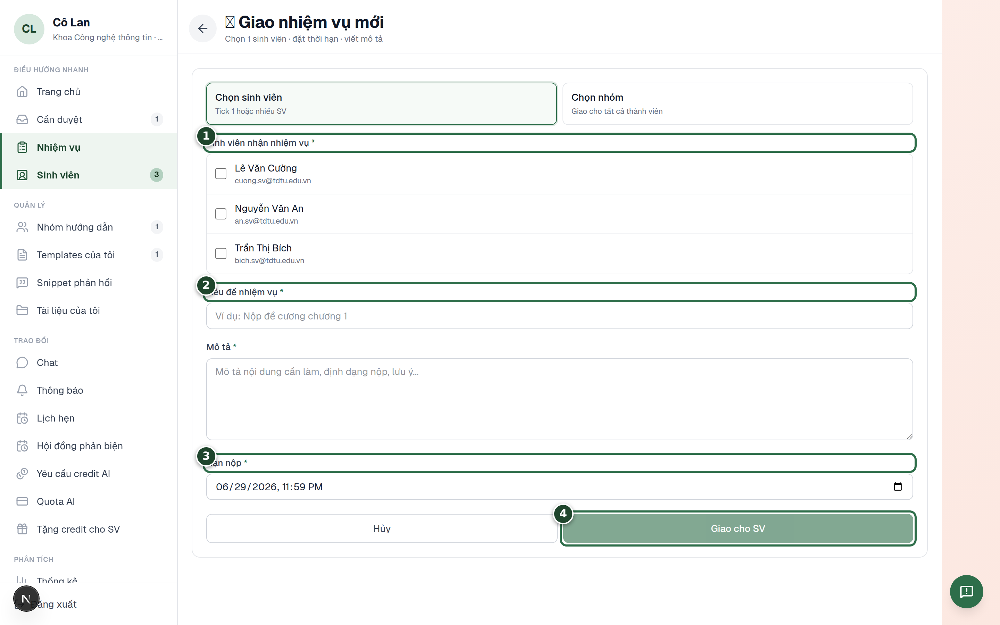 CL
Cô Lan
Khoa Công nghệ thông tin · ...
ĐIỀU HƯỚNG NHANH
Trang chủ
Cần duyệt 1
Nhiệm vụ
Sinh viên 3
QUẢN LÝ
Nhóm hướng dẫn 1
Templates của tôi 1
Snippet phản hồi
Tài liệu của tôi
TRAO ĐỔI
Chat
Thông báo
Lịch hẹn
Hội đồng phản biện
Yêu cầu credit AI
Quota AI
Tặng credit cho SV
PHÂN TÍCH
Thống kê
N
Đăng xuất
Giao nhiệm vụ mới
Chọn 1 sinh viên · đặt thời hạn · viết mô tả
Chọn sinh viên
Tick 1 hoặc nhiều SV
Chọn nhóm
Giao cho tất cả thành viên
1
inh viên nhận nhiệm vụ *
Lê Văn Cường
cuong.sv@tdtu.edu.vn
Nguyễn Văn An
an.sv@tdtu.edu.vn
Trần Thị Bích
bich.sv@tdtu.edu.vn
2
iêu đề nhiệm vụ *
Ví dụ: Nộp đề cương chương 1
Mô tả *
Mô tả nội dung cần làm, định dạng nộp, lưu ý...
3
ạn nộp *
06/29/2026, 11:59 PM
Hủy
4
Giao cho SV